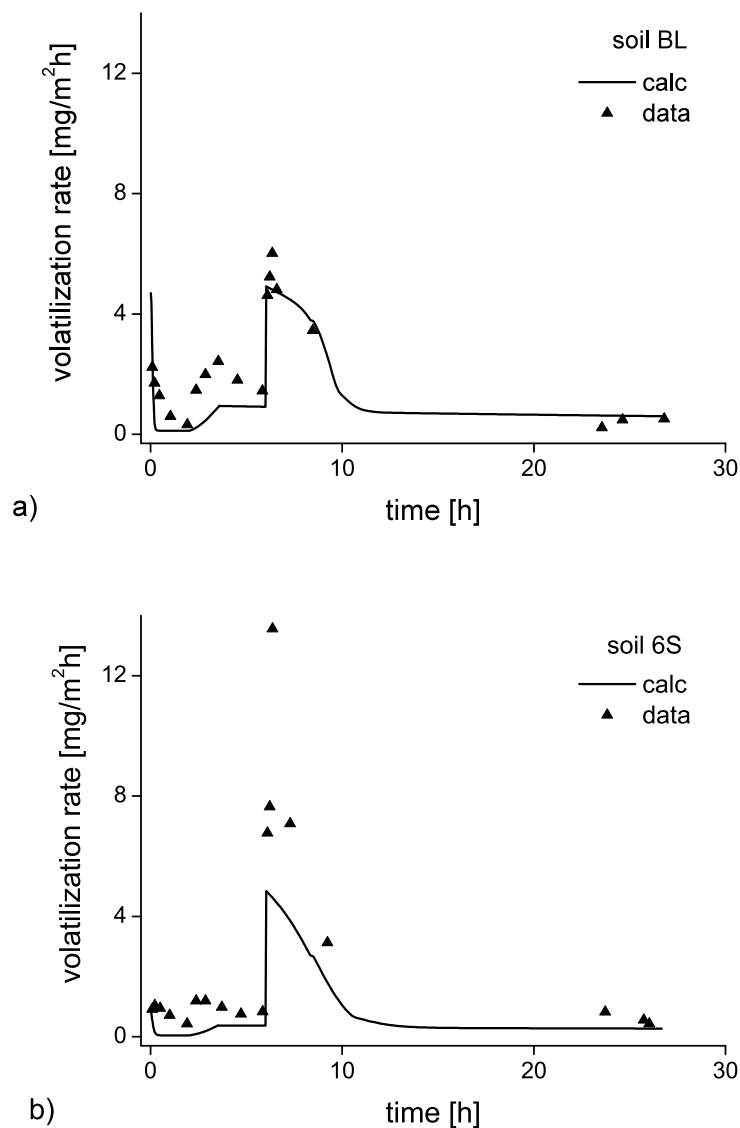 soil BL
calc
data
12
8
4
0
volatilization rate [mg/m²h]
0
10
20
30
time [h]
a)
soil 6S
calc
data
12
8
4
0
volatilization rate [mg/m²h]
0
10
20
30
time [h]
b)